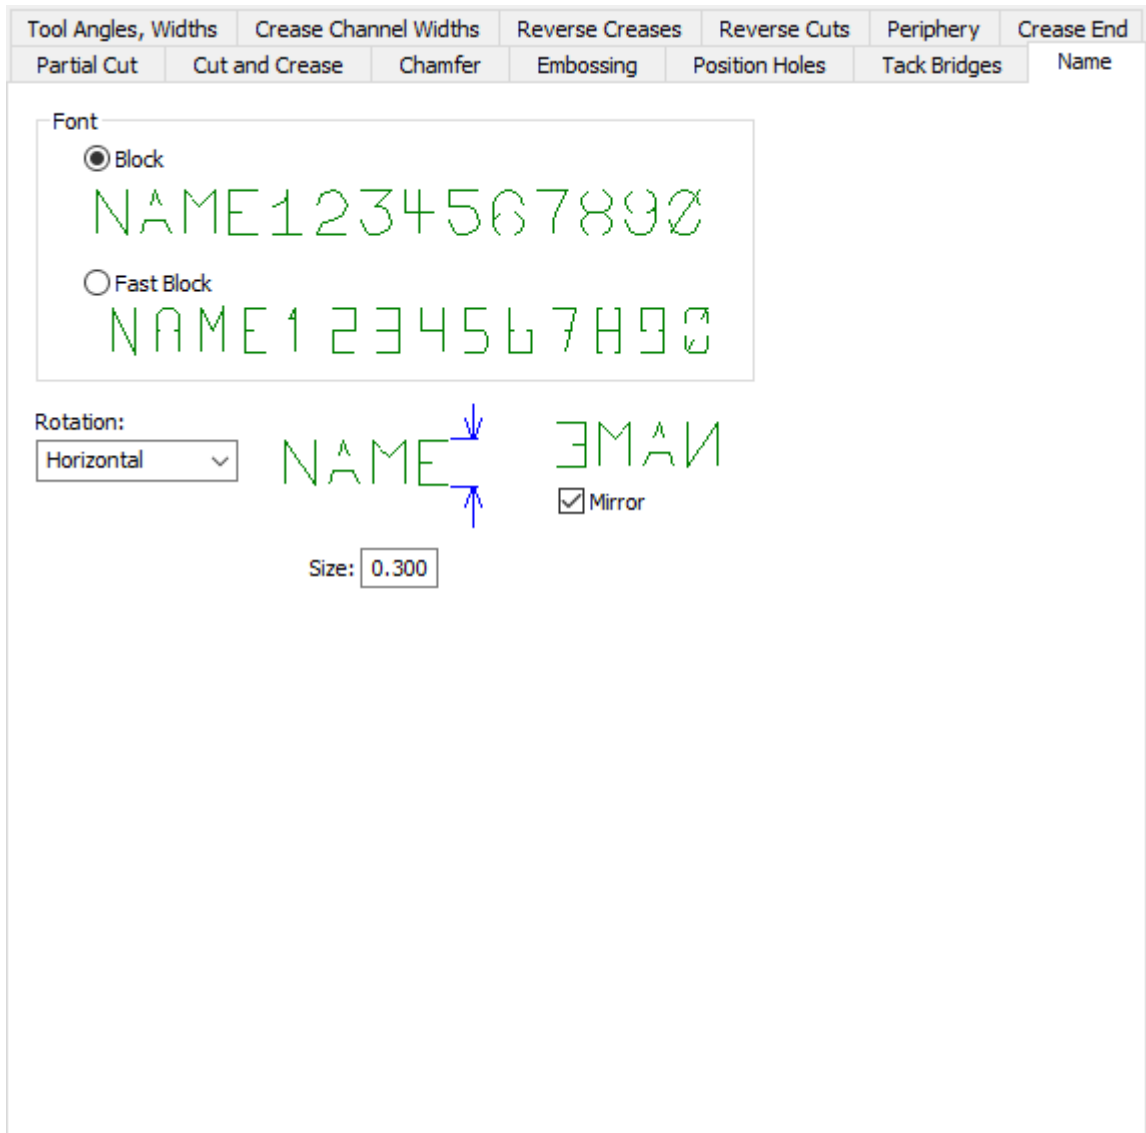 Tool Angles, Widths Crease Channel Widths Reverse Creases Reverse Cuts Periphery Crease End
Partial Cut Cut and Crease Chamfer Embossing Position Holes Tack Bridges Name
Font
Block
NAME1234567890
Fast Block
NAME1234567890
Rotation:
Horizontal
NAME
NAME
Mirror
Size: 0.300